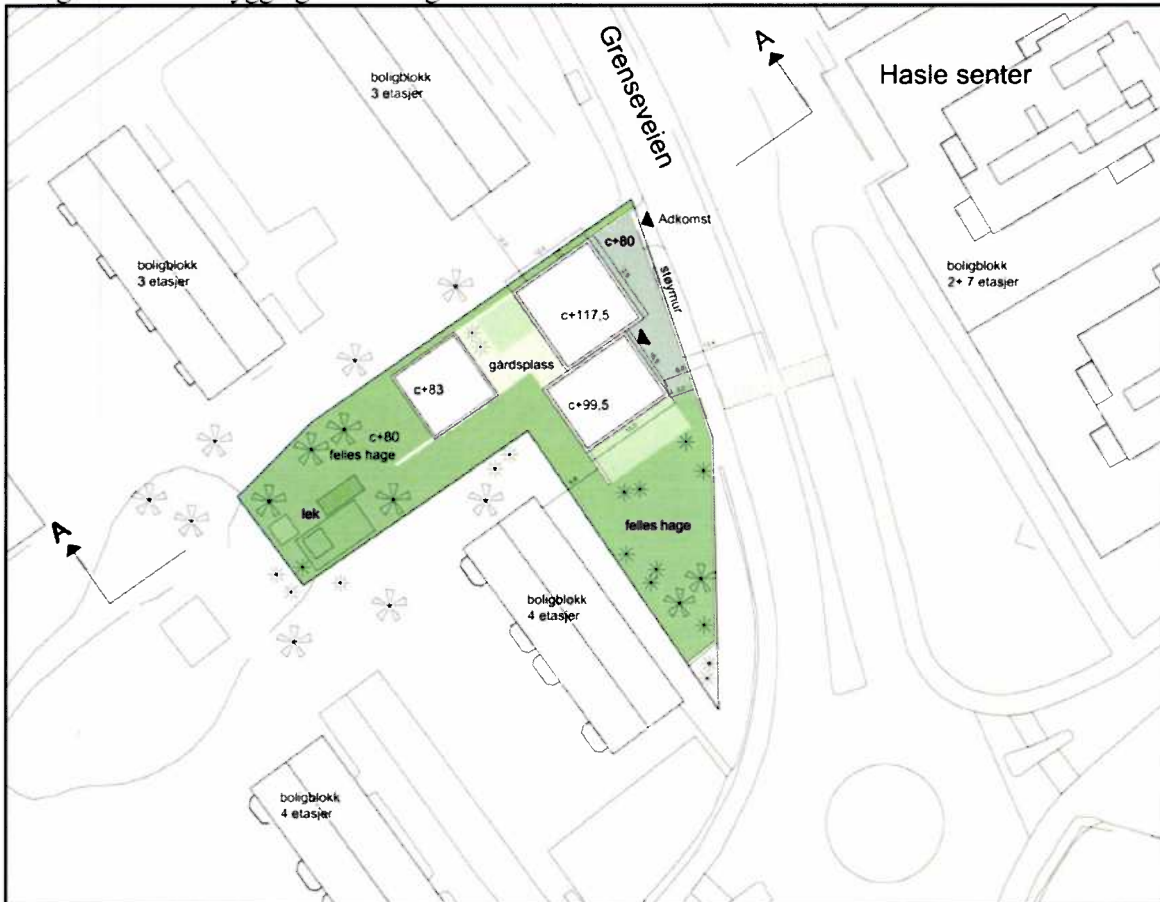 Grenseveien
A
Hasle senter
boligblokk
3 etasjer
boligblokk
3 etasjer
boligblokk
2+ 7 etasjer
Adkomst
c+80
støymur
c+117,5
gårdsplass
c+83
c+99,5
c+80
felles hage
lek
felles hage
A
boligblokk
4 etasjer
boligblokk
4 etasjer